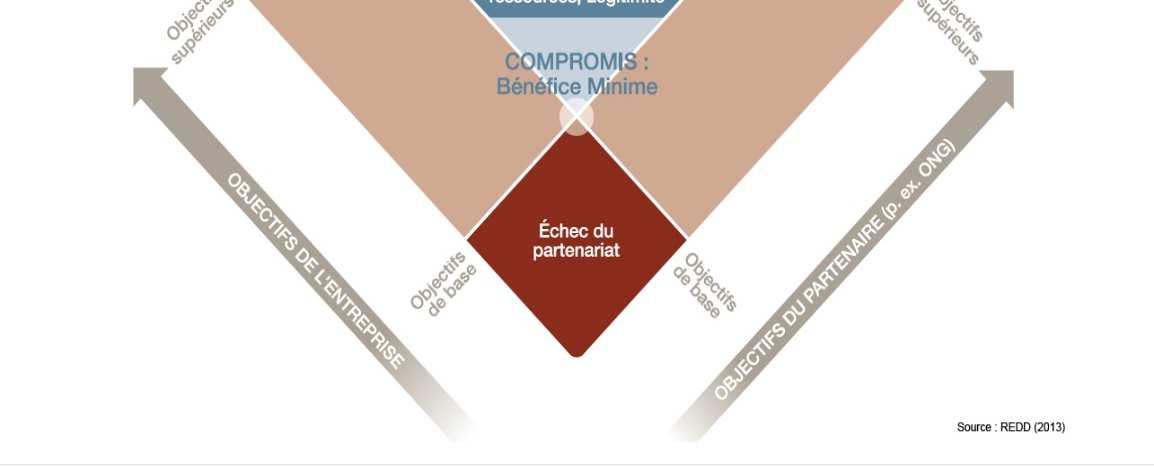 ressources, Légitimité
Objectifs
supérieurs
Objectifs
supérieurs
COMPROMIS :
Bénéfice Minime
OBJECTIFS DE L'ENTREPRISE
OBJECTIFS DU PARTENAIRE (p. ex. ONG)
Échec du
partenariat
Objectifs
de base
Objectifs
de base
Source : REDD (2013)